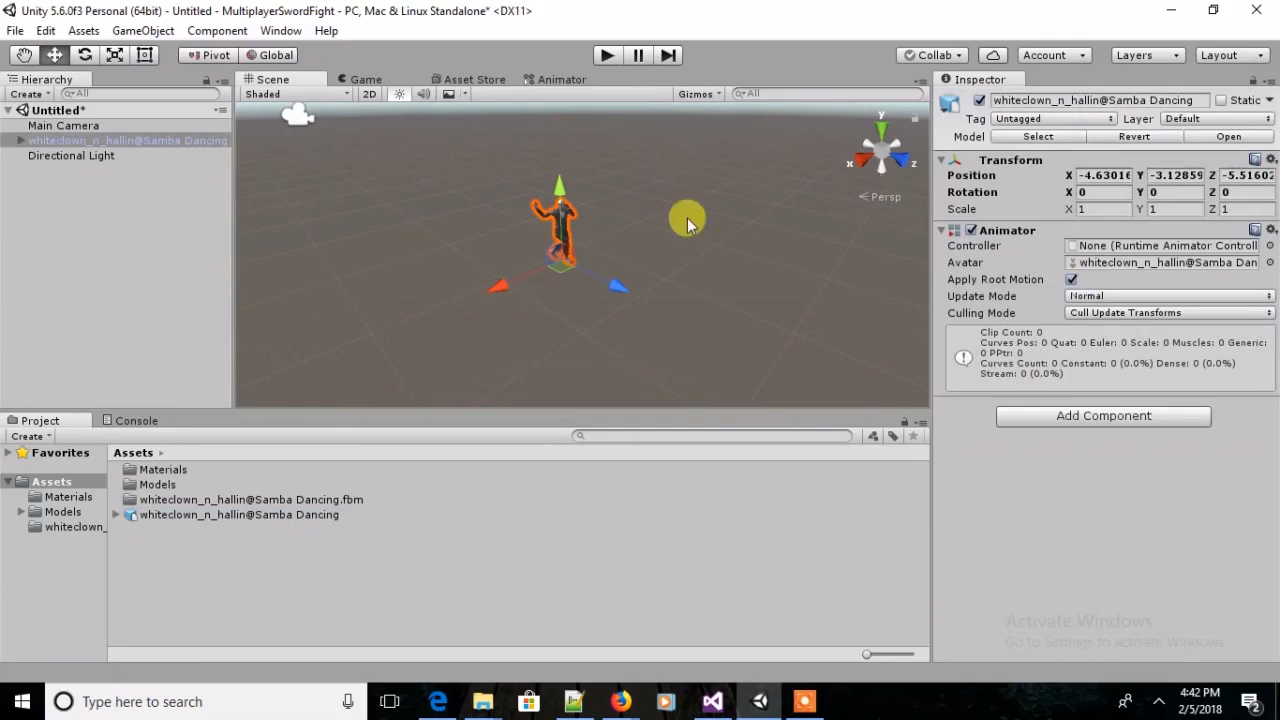 Unity 5.6.0f3 Personal (64bit) - Untitled - MultiplayerSwordFight - PC, Mac & Linux Standalone* <DX11>
File Edit Assets GameObject Component Window Help
Pivot Global Collab Account Layers Layout
Hierarchy
Create All
Untitled*
Main Camera
whiteclown_n_hallin@Samba Dancing
Directional Light
Scene Game Asset Store Animator
Shaded 2D Gizmos All
y
x
z
Persp
Inspector
whiteclown_n_hallin@Samba Dancing Static
Tag Untagged Layer Default
Model Select Revert Open
Transform
Position X -4.63016 Y -3.12859 Z -5.51602
Rotation X 0 Y 0 Z 0
Scale X 1 Y 1 Z 1
Animator
Controller None (Runtime Animator Controll
Avatar whiteclown_n_hallin@Samba Dan
Apply Root Motion
Update Mode Normal
Culling Mode Cull Update Transforms
Clip Count: 0
Curves Pos: 0 Quat: 0 Euler: 0 Scale: 0 Muscles: 0 Generic:
0 PPtr: 0
Curves Count: 0 Constant: 0 (0.0%) Dense: 0 (0.0%)
Stream: 0 (0.0%)
Add Component
Project Console
Create
Favorites
Assets
Materials
Models
whiteclown_
Assets
Materials
Models
whiteclown_n_hallin@Samba Dancing.fbm
whiteclown_n_hallin@Samba Dancing
Activate Windows
Go to Settings to activate Windows.
Type here to search
4:42 PM
2/5/2018
2